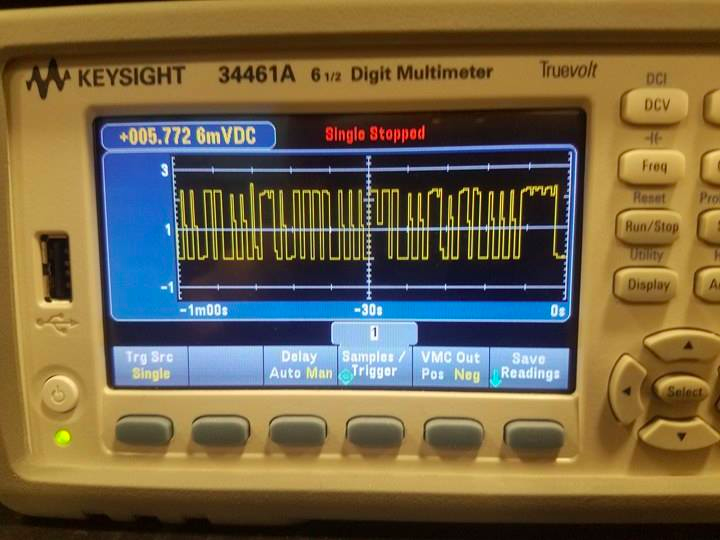 KEYSIGHT 34461A 6 1/2 Digit Multimeter Truevolt
DCI
DCV
+005.772 6mVDC Single Stopped
3
1
-1
-1m00s -30s 0s
Freq
Reset
Run/Stop
Utility
Display
1
Trg Src
Single
Delay
Auto Man
Samples /
Trigger
VMC Out
Pos Neg
Save
Readings
Select